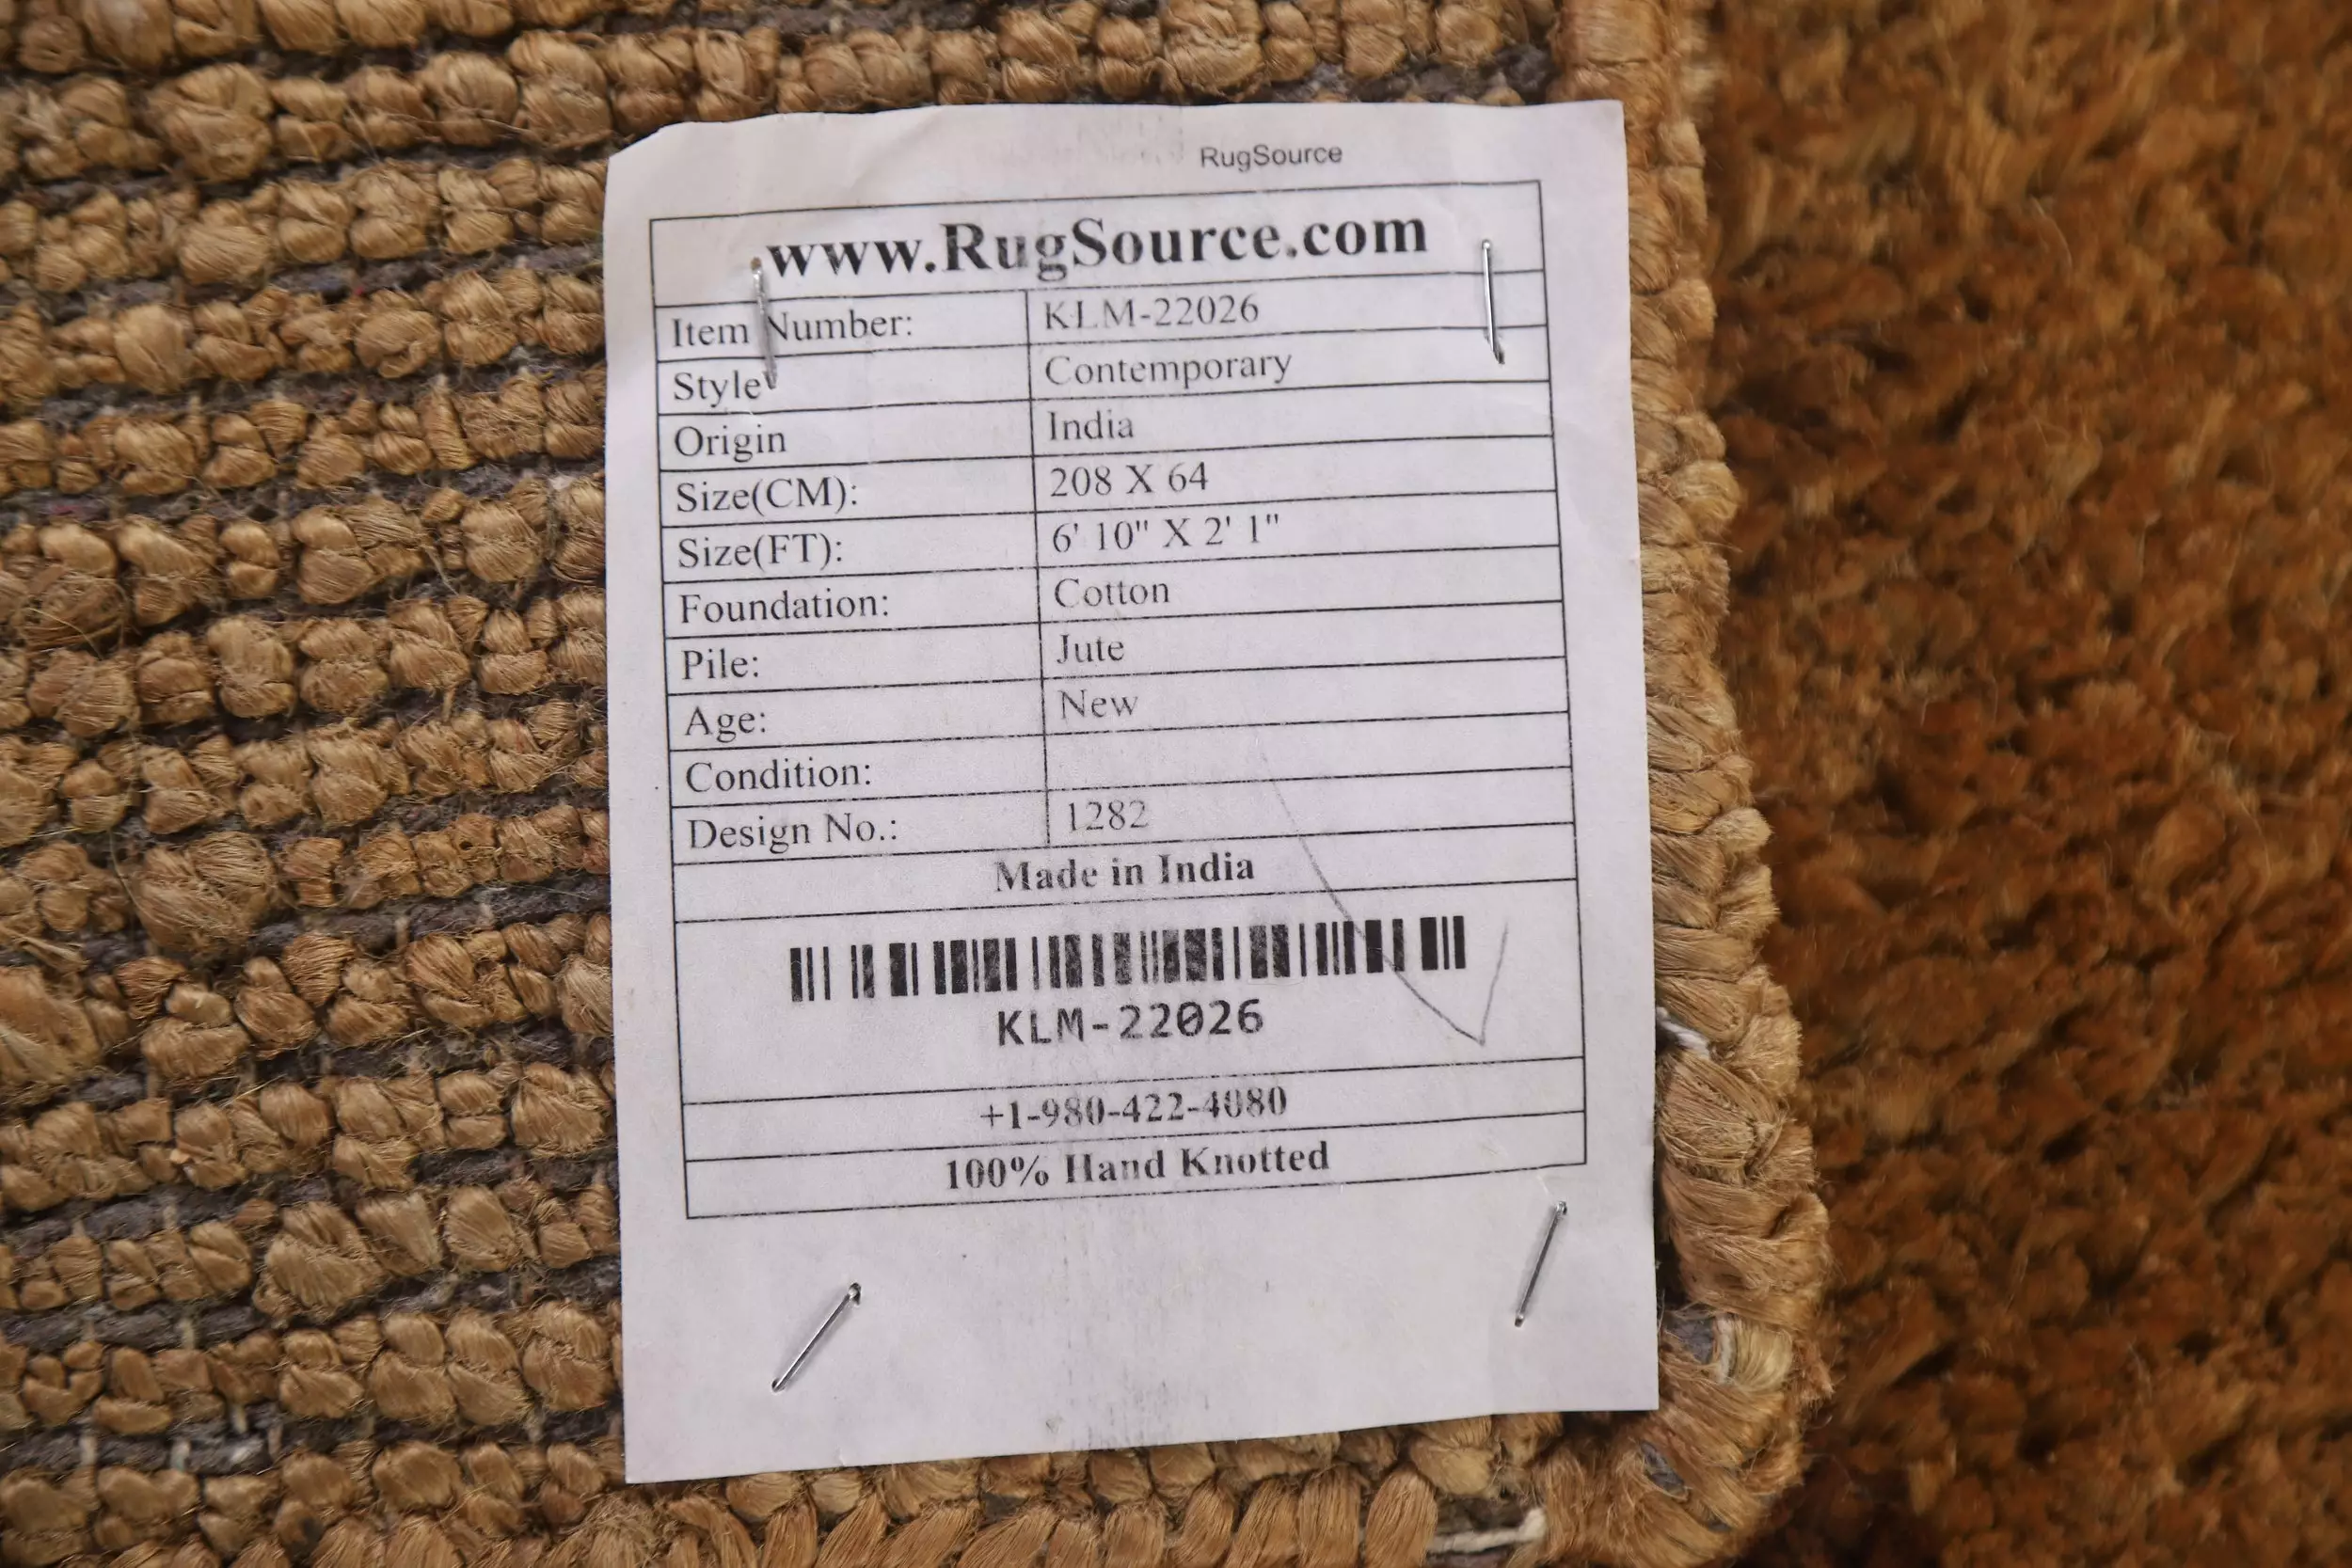 RugSource
www.RugSource.com
Item Number: KLM-22026
Style Contemporary
Origin India
Size(CM): 208 X 64
Size(FT): 6' 10" X 2' 1"
Foundation: Cotton
Pile: Jute
Age: New
Condition:
Design No.: 1282
Made in India
KLM-22026
+1-980-422-4080
100% Hand Knotted